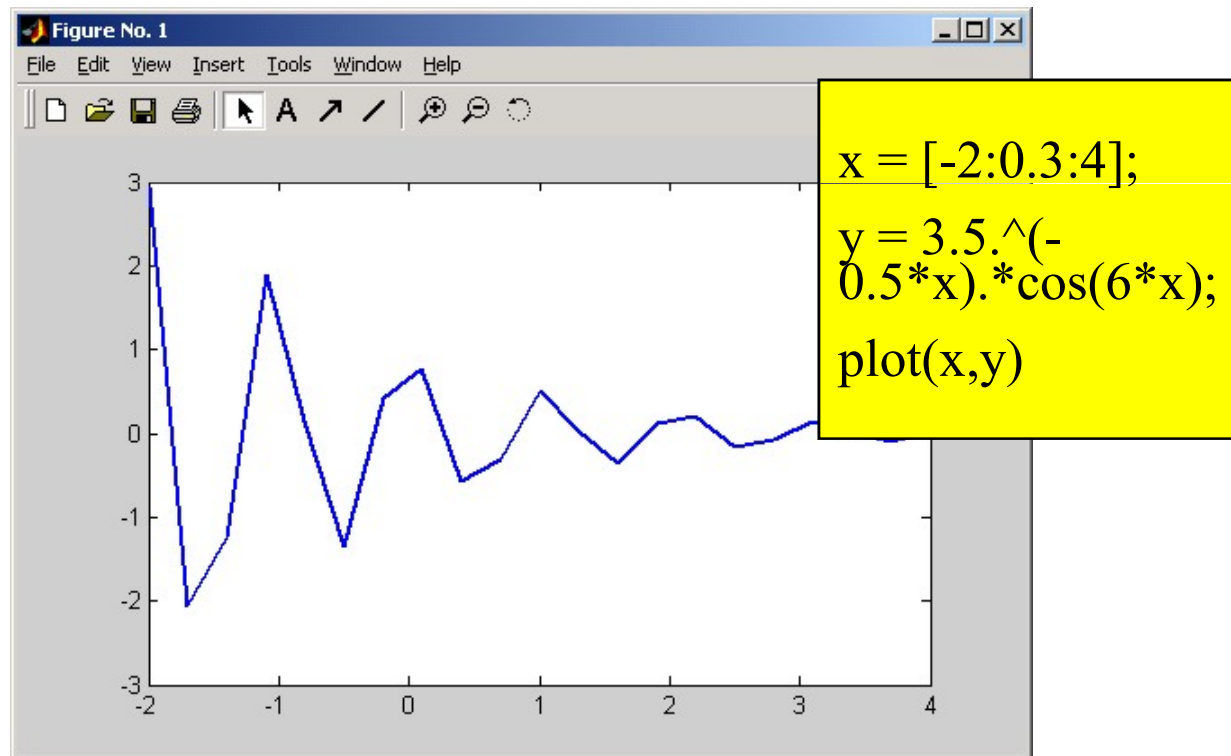 Figure No. 1
File Edit View Insert Tools Window Help
A
x = [-2:0.3:4];
y = 3.5.^(-
0.5*x).*cos(6*x);
plot(x,y)
3
2
1
0
-1
-2
-3
-2 -1 0 1 2 3 4